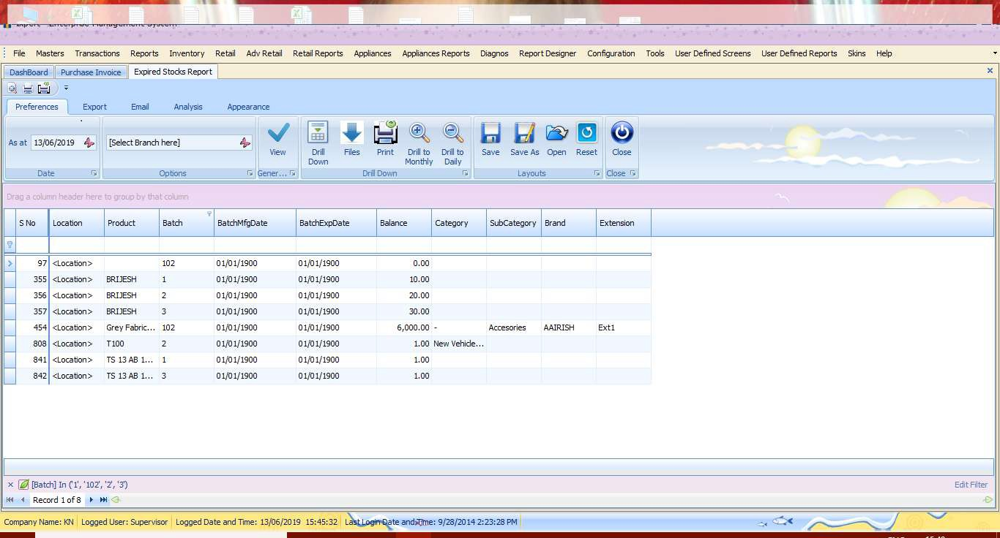 Enterprise Management System
File Masters Transactions Reports Inventory Retail Adv Retail Retail Reports Appliances Appliances Reports Diagnos Report Designer Configuration Tools User Defined Screens User Defined Reports Skins Help
DashBoard Purchase Invoice Expired Stocks Report
Preferences Export Email Analysis Appearance
As at 13/06/2019 [Select Branch here] View Drill Down Files Print Drill to Monthly Drill to Daily Save Save As Open Reset Close
Date Options Gener... Drill Down Layouts Close
Drag a column header here to group by that column
S No Location Product Batch BatchMfgDate BatchExpDate Balance Category SubCategory Brand Extension
97 <Location> 102 01/01/1900 01/01/1900 0.00
355 <Location> BRIJESH 1 01/01/1900 01/01/1900 10.00
356 <Location> BRIJESH 2 01/01/1900 01/01/1900 20.00
357 <Location> BRIJESH 3 01/01/1900 01/01/1900 30.00
454 <Location> Grey Fabric... 102 01/01/1900 01/01/1900 6,000.00 - Accesories AAIRISH Ext1
808 <Location> T100 2 01/01/1900 01/01/1900 1.00 New Vehicle...
841 <Location> TS 13 AB 1... 1 01/01/1900 01/01/1900 1.00
842 <Location> TS 13 AB 1... 3 01/01/1900 01/01/1900 1.00
[Batch] In ('1', '102', '2', '3') Edit Filter
Record 1 of 8
Company Name: KN Logged User: Supervisor Logged Date and Time: 13/06/2019 15:45:32 Last Login Date and Time: 9/28/2014 2:23:28 PM